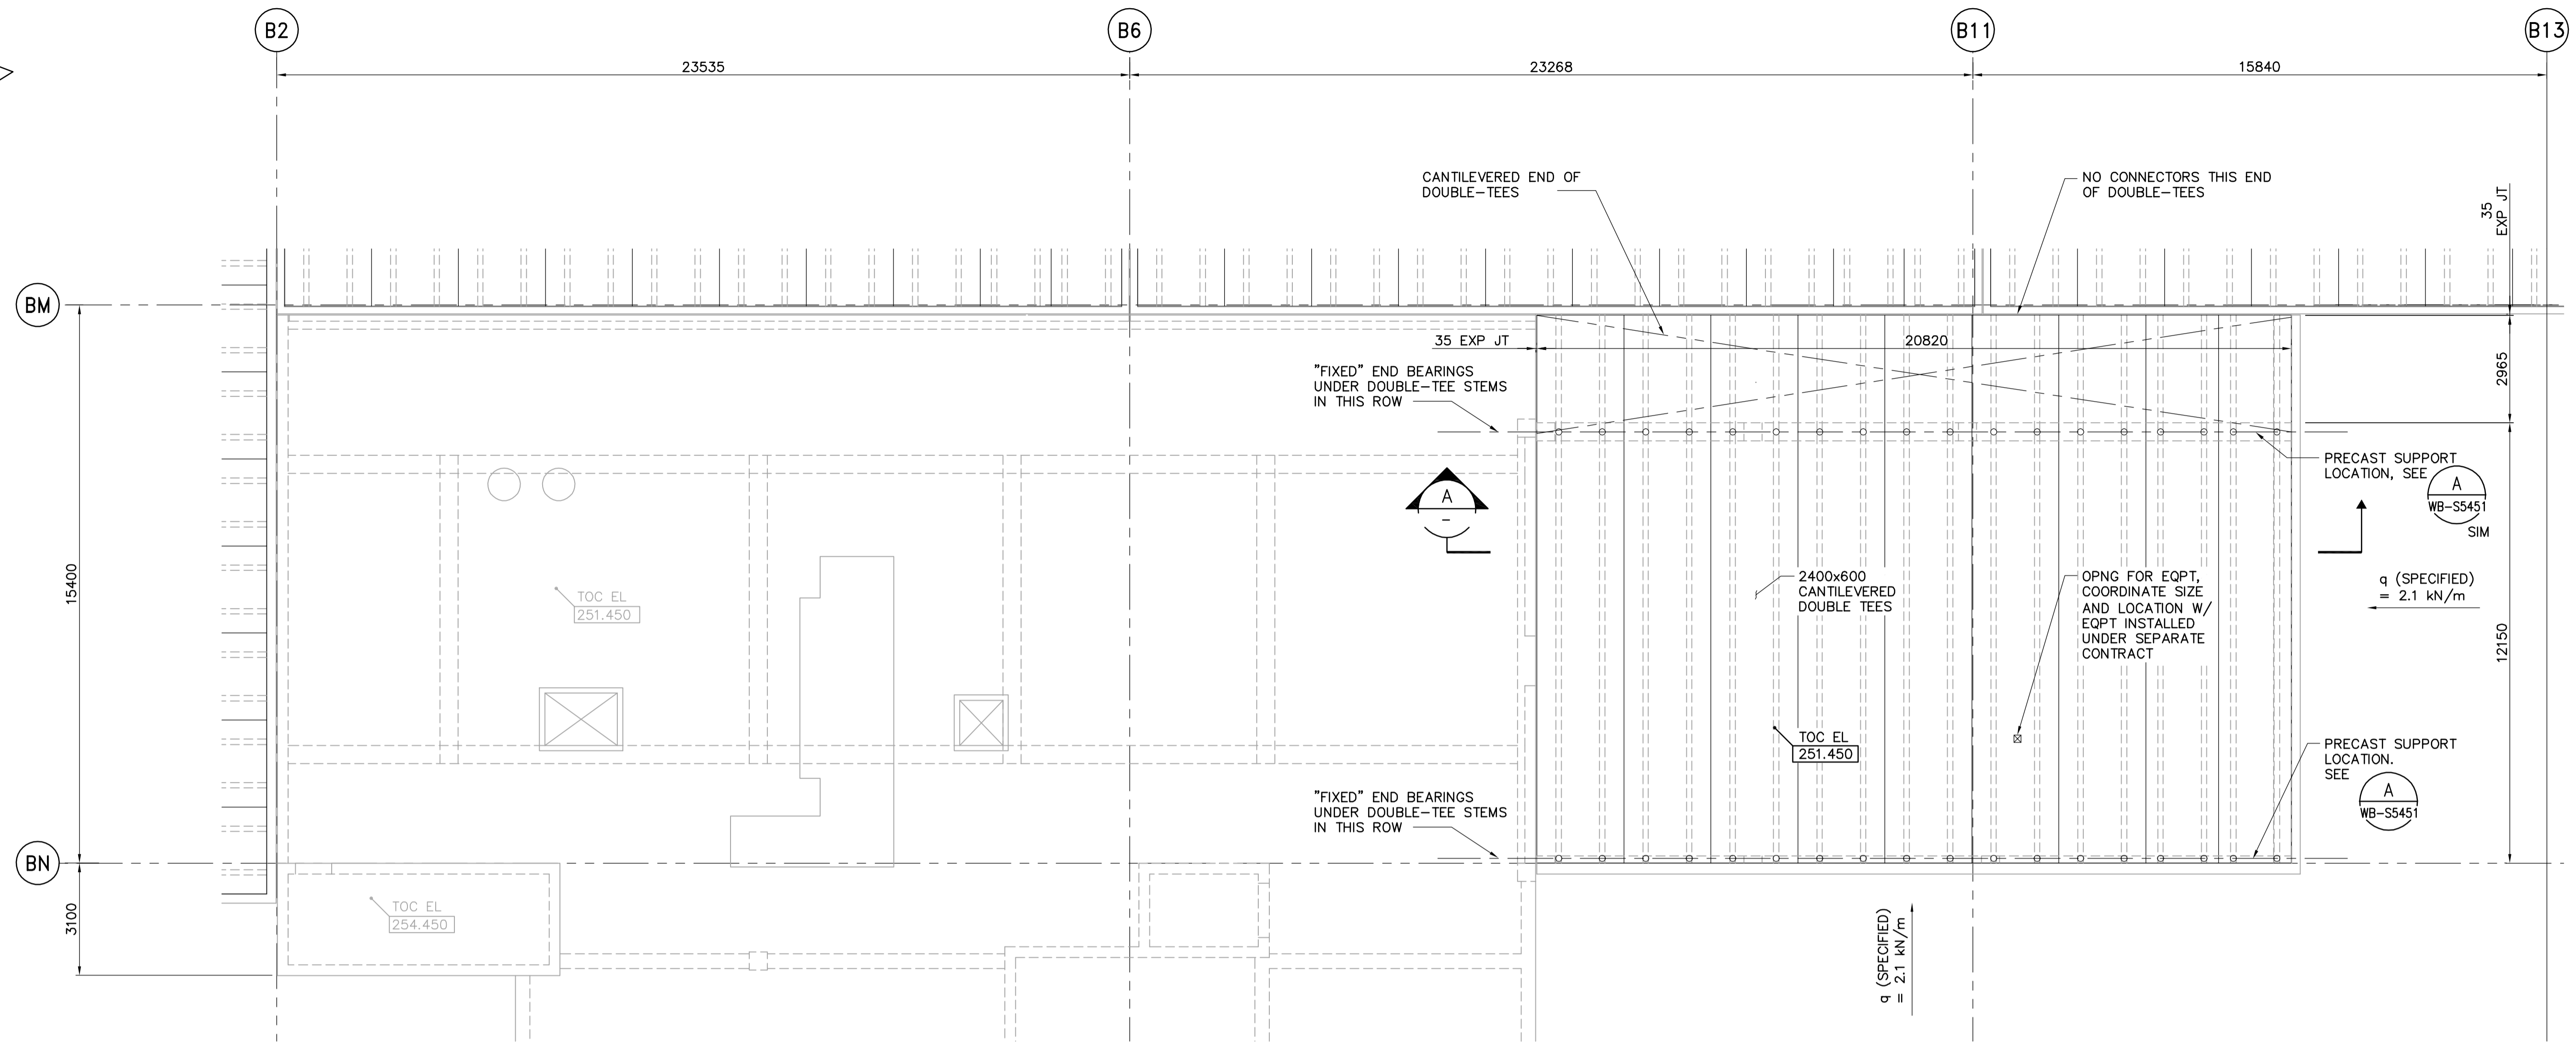 B2
B6
B11
B13
23535
23268
15840
CANTILEVERED END OF
DOUBLE-TEES
NO CONNECTORS THIS END
OF DOUBLE-TEES
35
EXP JT
BM
35 EXP JT
20820
2965
"FIXED" END BEARINGS
UNDER DOUBLE-TEE STEMS
IN THIS ROW
PRECAST SUPPORT
LOCATION, SEE
A
WB-S5451
SIM
A
-
15400
TOC EL
251.450
2400x600
CANTILEVERED
DOUBLE TEES
OPNG FOR EQPT,
COORDINATE SIZE
AND LOCATION W/
EQPT INSTALLED
UNDER SEPARATE
CONTRACT
q (SPECIFIED)
= 2.1 kN/m
12150
TOC EL
251.450
PRECAST SUPPORT
LOCATION.
SEE
A
WB-S5451
"FIXED" END BEARINGS
UNDER DOUBLE-TEE STEMS
IN THIS ROW
BN
3100
TOC EL
254.450
q (SPECIFIED)
= 2.1 kN/m